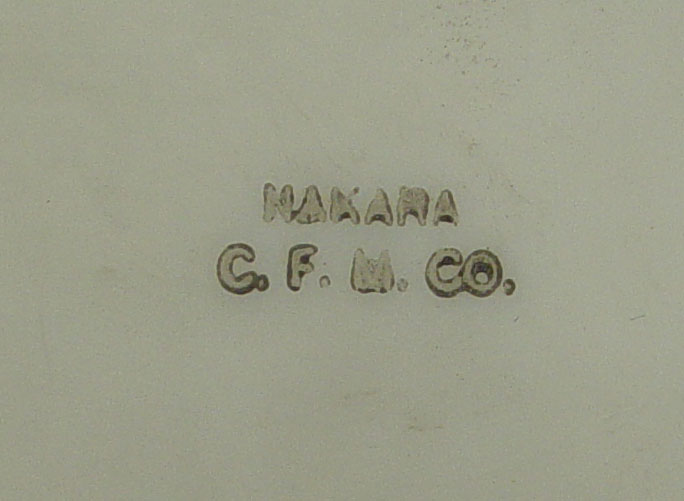 NAKARA
C. F. M. CO.